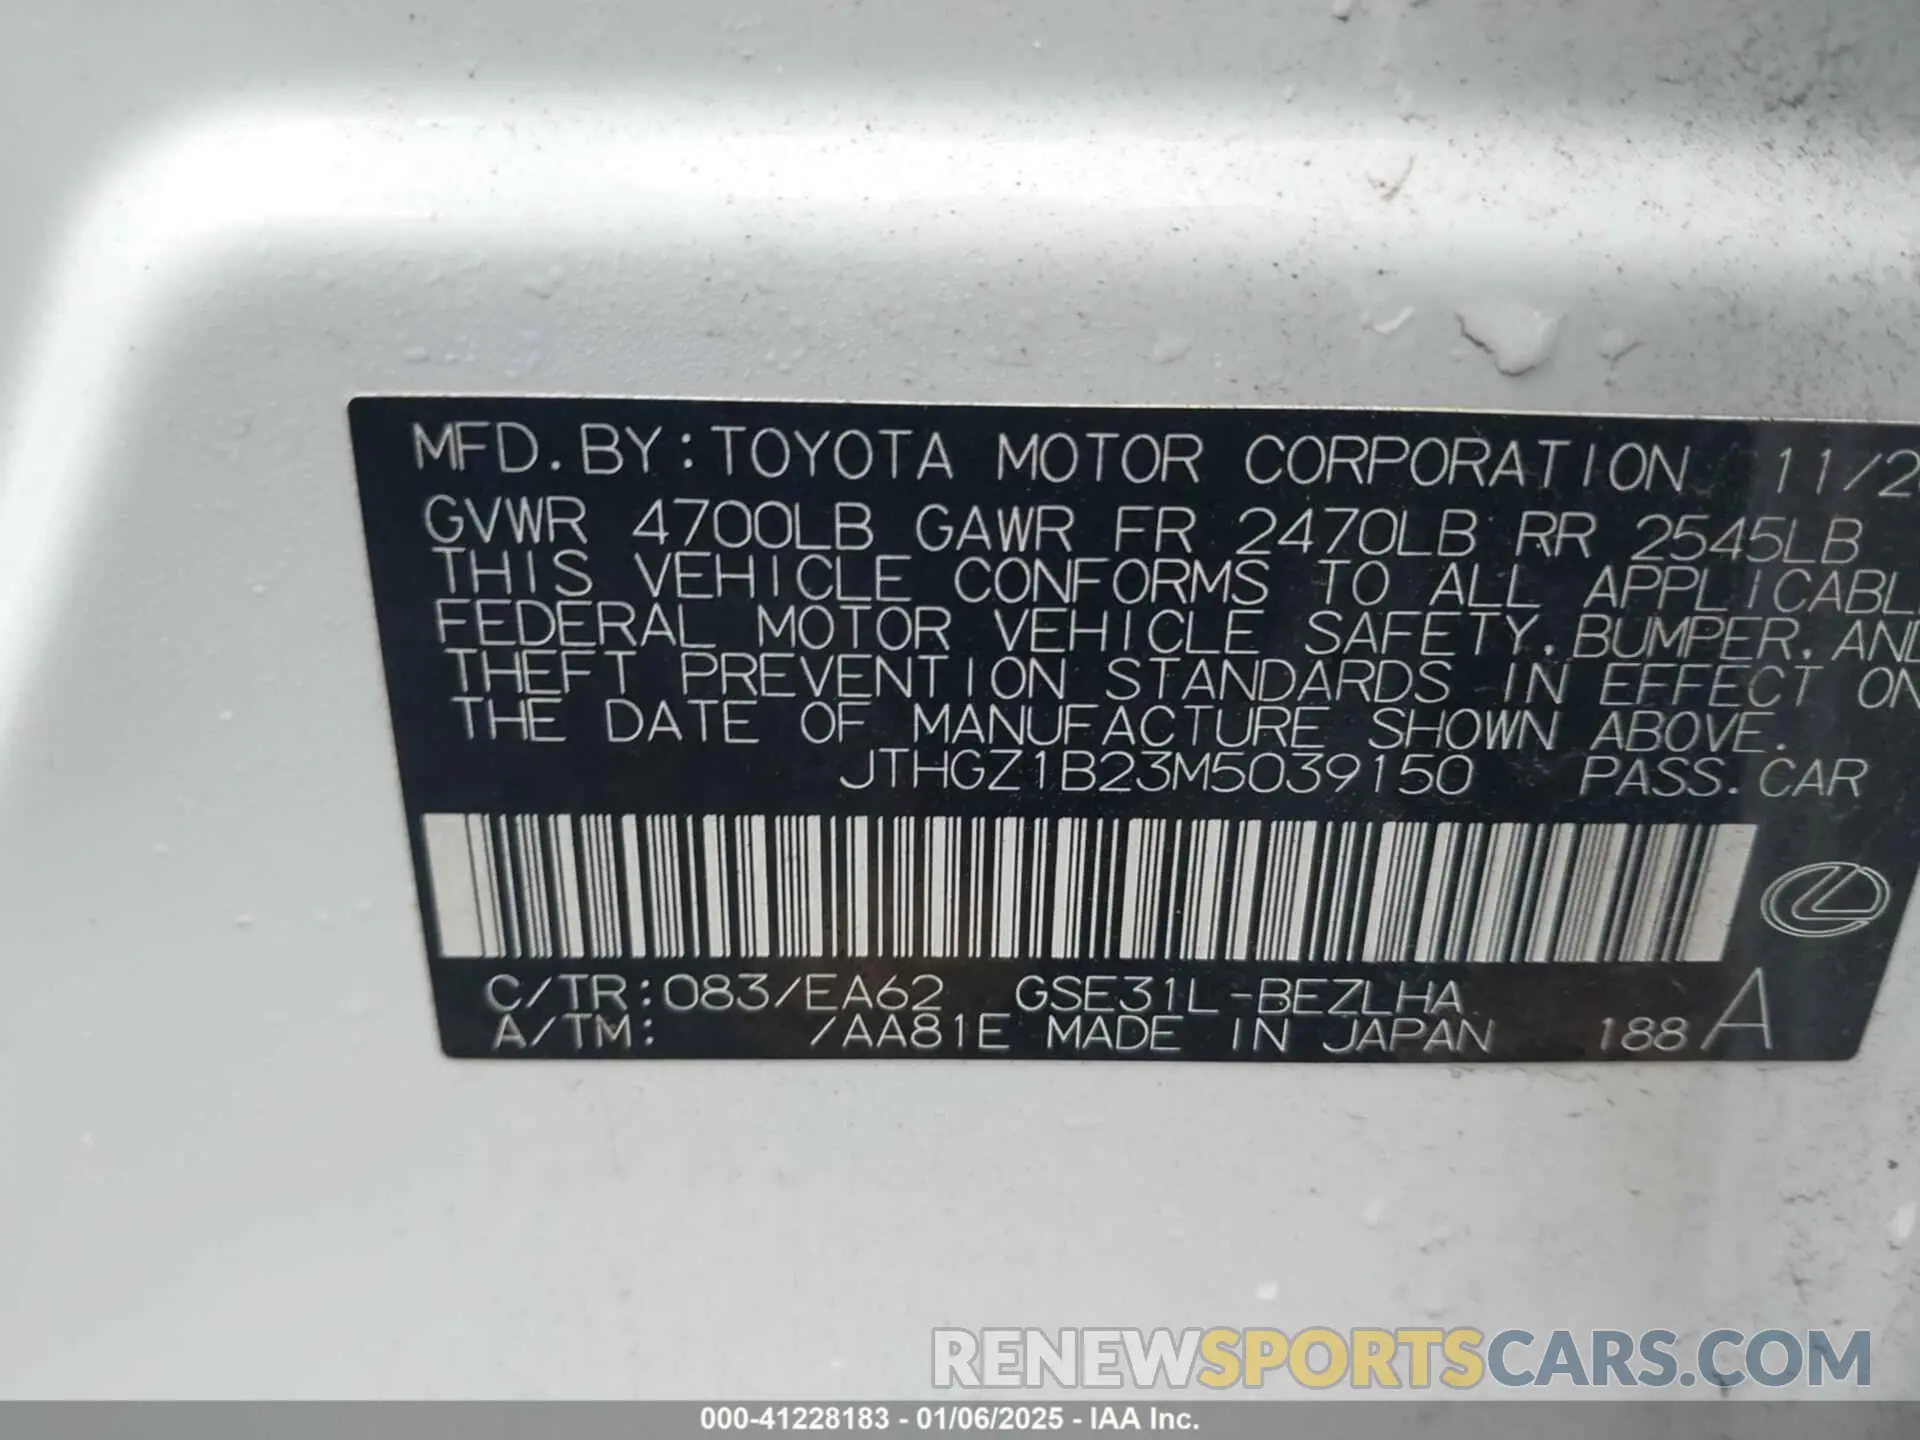 MFD. BY: TOYOTA MOTOR CORPORATION 11/2
GVWR 4700LB GAWR FR 2470LB RR 2545LB
THIS VEHICLE CONFORMS TO ALL APPLICABL
FEDERAL MOTOR VEHICLE SAFETY, BUMPER, AND
THEFT PREVENTION STANDARDS IN EFFECT ON
THE DATE OF MANUFACTURE SHOWN ABOVE.
JTHGZ1B23M5039150 PASS. CAR
C/TR: 083/EA62 GSE31L-BEZLHA
A/TM: /AA81E MADE IN JAPAN 188 A
RENEWSPORTSCARS.COM
000-41228183 - 01/06/2025 - IAA Inc.